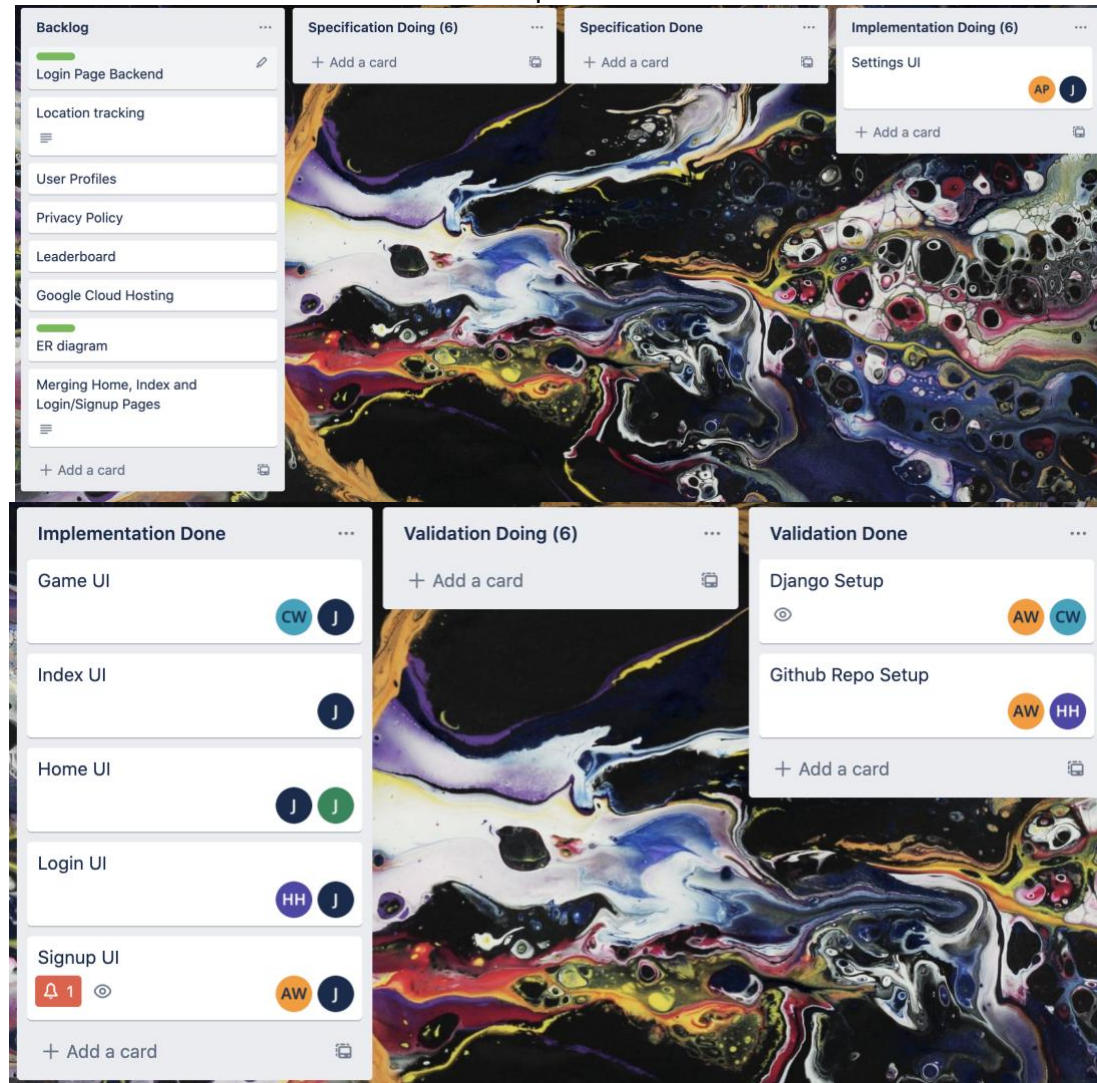 Backlog
Login Page Backend
Location tracking
User Profiles
Privacy Policy
Leaderboard
Google Cloud Hosting
ER diagram
Merging Home, Index and
Login/Signup Pages
+ Add a card
Specification Doing (6)
+ Add a card
Specification Done
+ Add a card
Implementation Doing (6)
Settings UI
AP J
+ Add a card
Implementation Done
Game UI
CW J
Index UI
J
Home UI
J J
Login UI
HH J
Signup UI
1
AW J
+ Add a card
Validation Doing (6)
+ Add a card
Validation Done
Django Setup
AW CW
Github Repo Setup
AW HH
+ Add a card